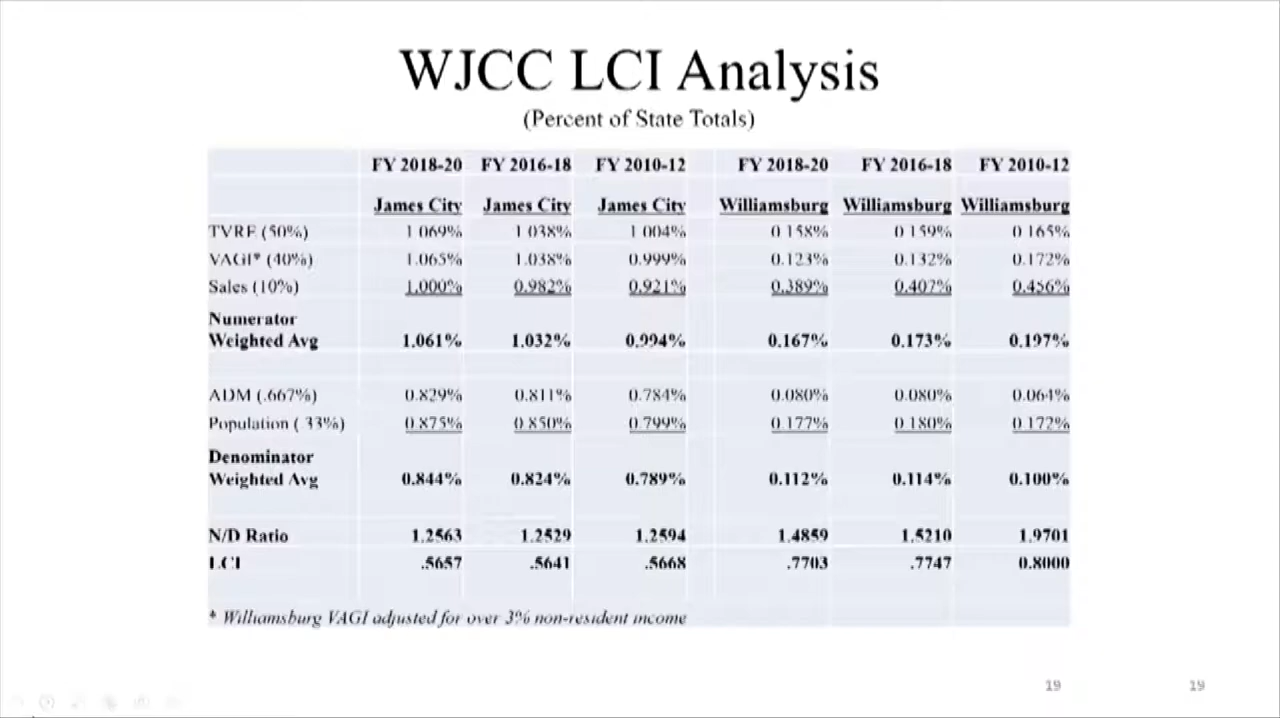 WJCC LCI Analysis
(Percent of State Totals)
FY 2018-20 FY 2016-18 FY 2010-12 FY 2018-20 FY 2016-18 FY 2010-12
James City James City James City Williamsburg Williamsburg Williamsburg
TVRE (50%) 1.069% 1.038% 1.004% 0.158% 0.159% 0.165%
VAGI* (40%) 1.065% 1.038% 0.999% 0.123% 0.132% 0.172%
Sales (10%) 1.000% 0.982% 0.921% 0.389% 0.407% 0.456%
Numerator
Weighted Avg 1.061% 1.032% 0.994% 0.167% 0.173% 0.197%
ADM (.667%) 0.829% 0.811% 0.784% 0.080% 0.080% 0.064%
Population (.33%) 0.875% 0.850% 0.799% 0.177% 0.180% 0.172%
Denominator
Weighted Avg 0.844% 0.824% 0.789% 0.112% 0.114% 0.100%
N/D Ratio 1.2563 1.2529 1.2594 1.4859 1.5210 1.9701
LCI .5657 .5641 .5668 .7703 .7747 0.8000
* Williamsburg VAGI adjusted for over 3% non-resident income
19 19